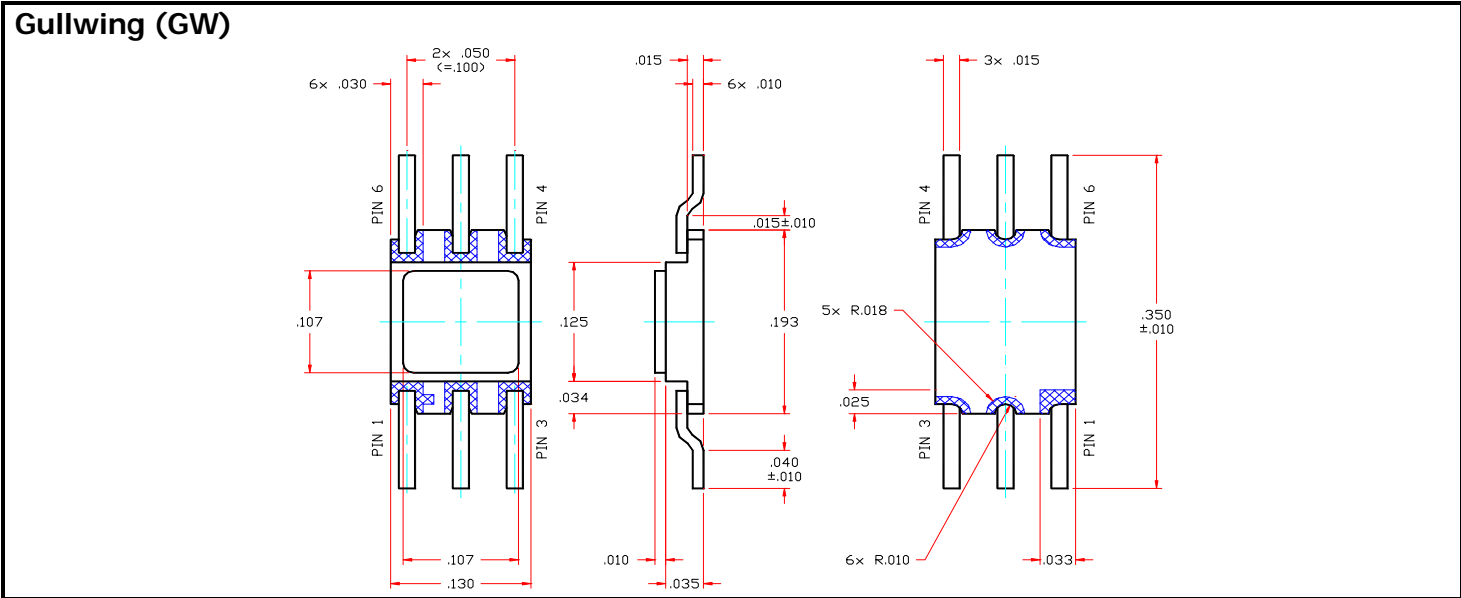 Gullwing (GW)
2x .050
(=.100)
6x .030
.015
6x .010
3x .015
PIN 6
PIN 4
PIN 4
PIN 6
.015±.010
.107
.125
.193
5x R.018
.350
±.010
.034
.025
PIN 1
PIN 3
PIN 3
PIN 1
.040
±.010
.107
.010
6x R.010
.033
.130
.035